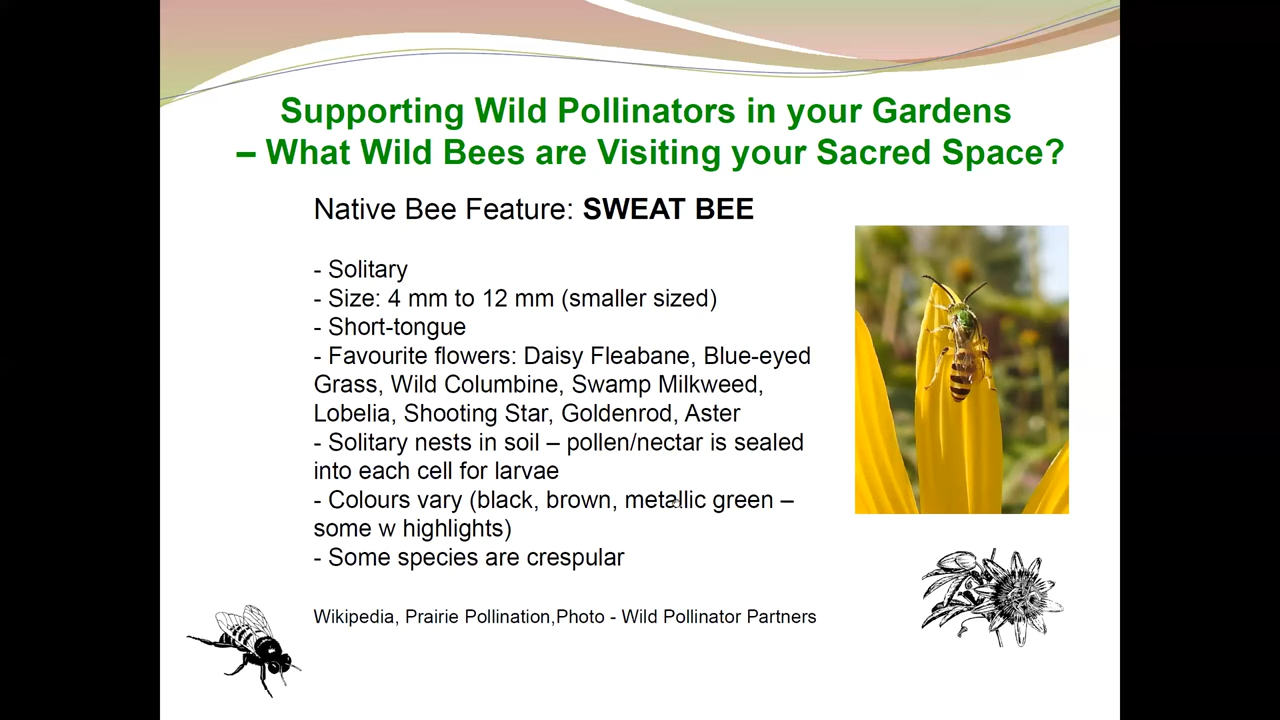 Supporting Wild Pollinators in your Gardens
– What Wild Bees are Visiting your Sacred Space?
Native Bee Feature: SWEAT BEE
- Solitary
- Size: 4 mm to 12 mm (smaller sized)
- Short-tongue
- Favourite flowers: Daisy Fleabane, Blue-eyed
Grass, Wild Columbine, Swamp Milkweed,
Lobelia, Shooting Star, Goldenrod, Aster
- Solitary nests in soil – pollen/nectar is sealed
into each cell for larvae
- Colours vary (black, brown, metallic green –
some w highlights)
- Some species are crespular
Wikipedia, Prairie Pollination,Photo - Wild Pollinator Partners